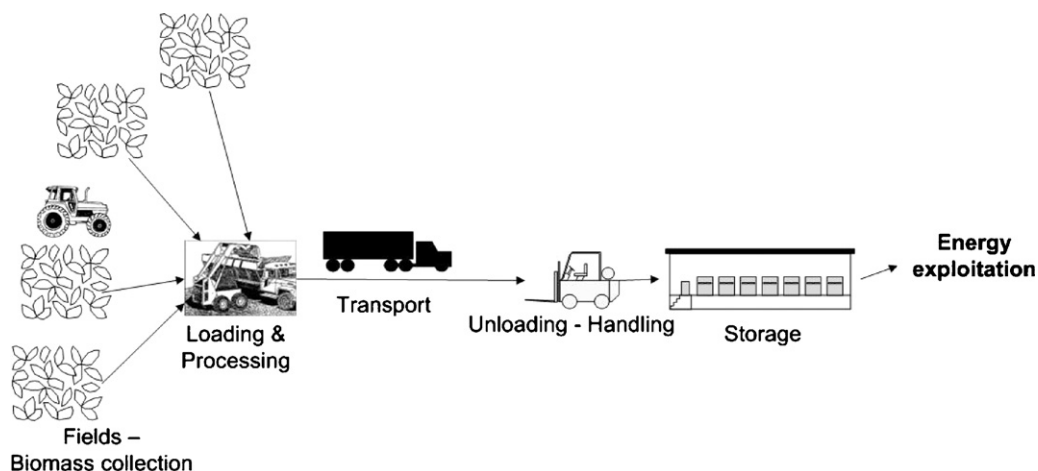 Fields –
Biomass collection
Loading &
Processing
Transport
Unloading - Handling
Storage
Energy
exploitation